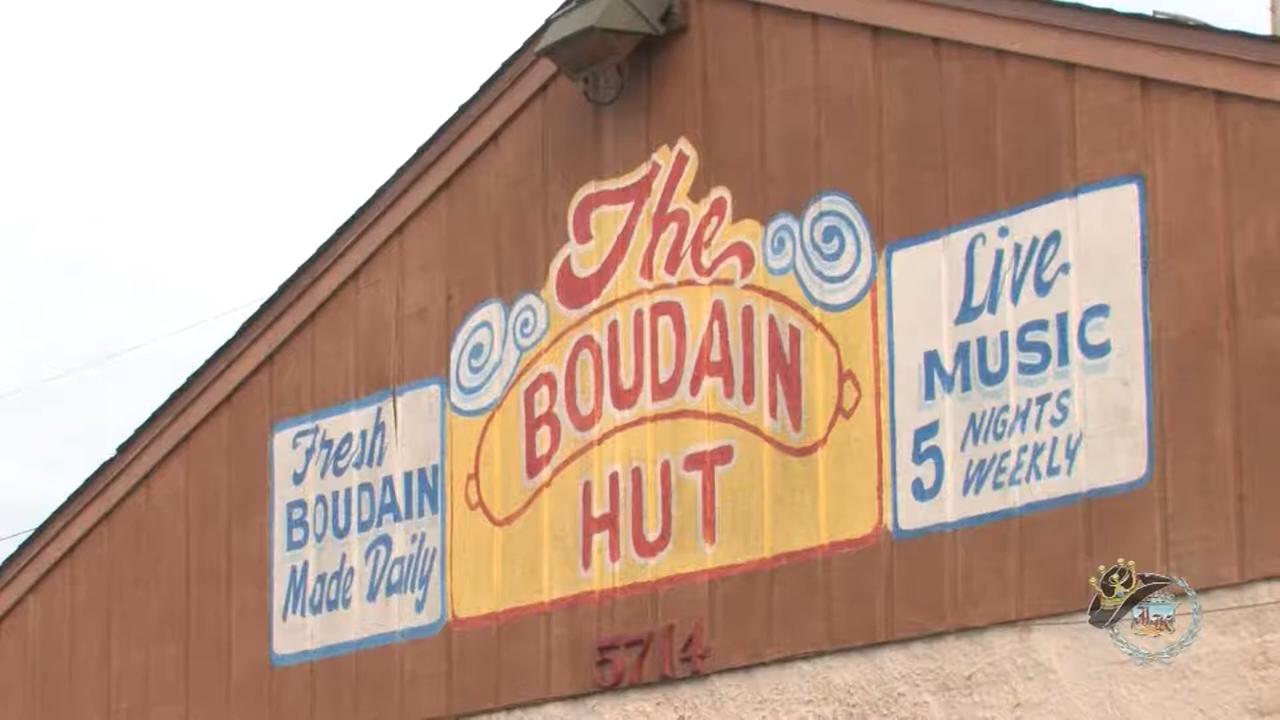 The
BOUDAIN
HUT
Fresh
BOUDAIN
Made Daily
Live
MUSIC
5 NIGHTS
WEEKLY
5714